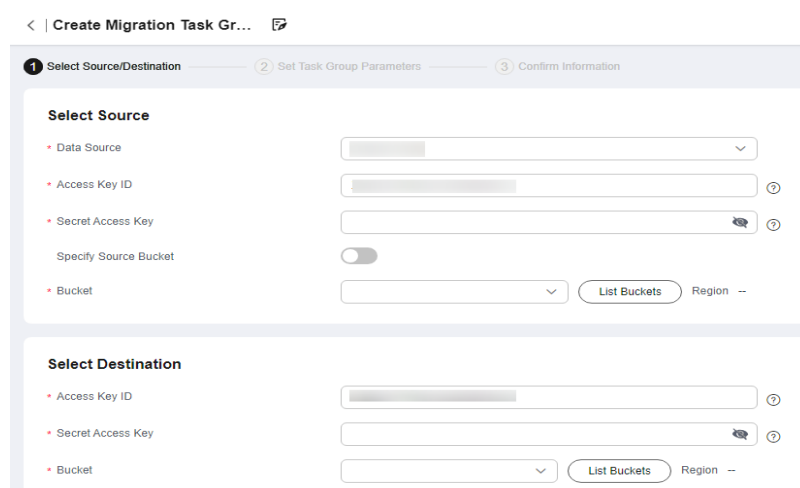 Create Migration Task Gr...
1 Select Source/Destination 2 Set Task Group Parameters 3 Confirm Information
Select Source
* Data Source
* Access Key ID ?
* Secret Access Key ?
Specify Source Bucket
* Bucket List Buckets Region --
Select Destination
* Access Key ID ?
* Secret Access Key ?
* Bucket List Buckets Region --